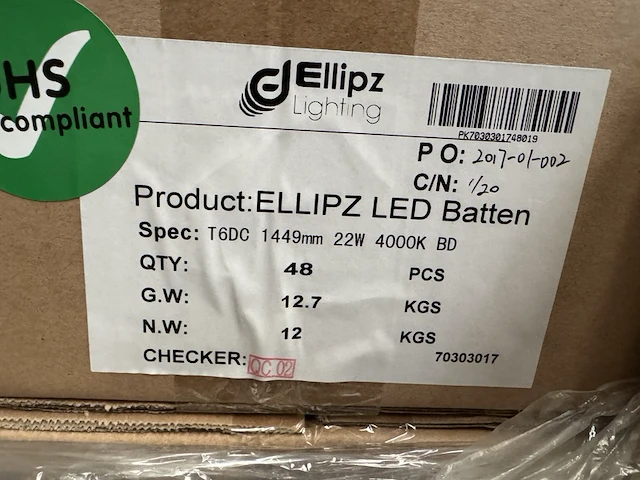 HS
compliant
Ellipz
Lighting
PK7030301748019
PO: 2017-01-002
C/N: 1/20
Product:ELLIPZ LED Batten
Spec: T6DC 1449mm 22W 4000K BD
QTY: 48 PCS
G.W: 12.7 KGS
N.W: 12 KGS
CHECKER: QC 02
70303017